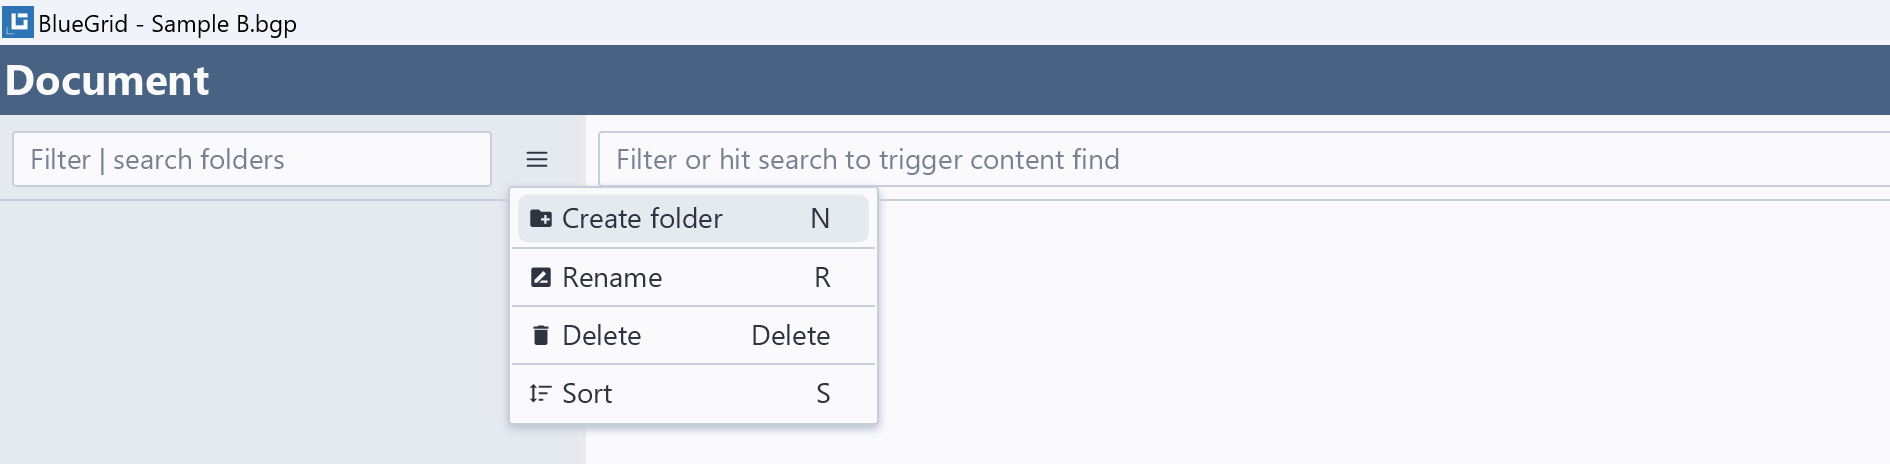 BlueGrid - Sample B.bgp
Document
Filter | search folders
Filter or hit search to trigger content find
Create folder N
Rename R
Delete Delete
Sort S